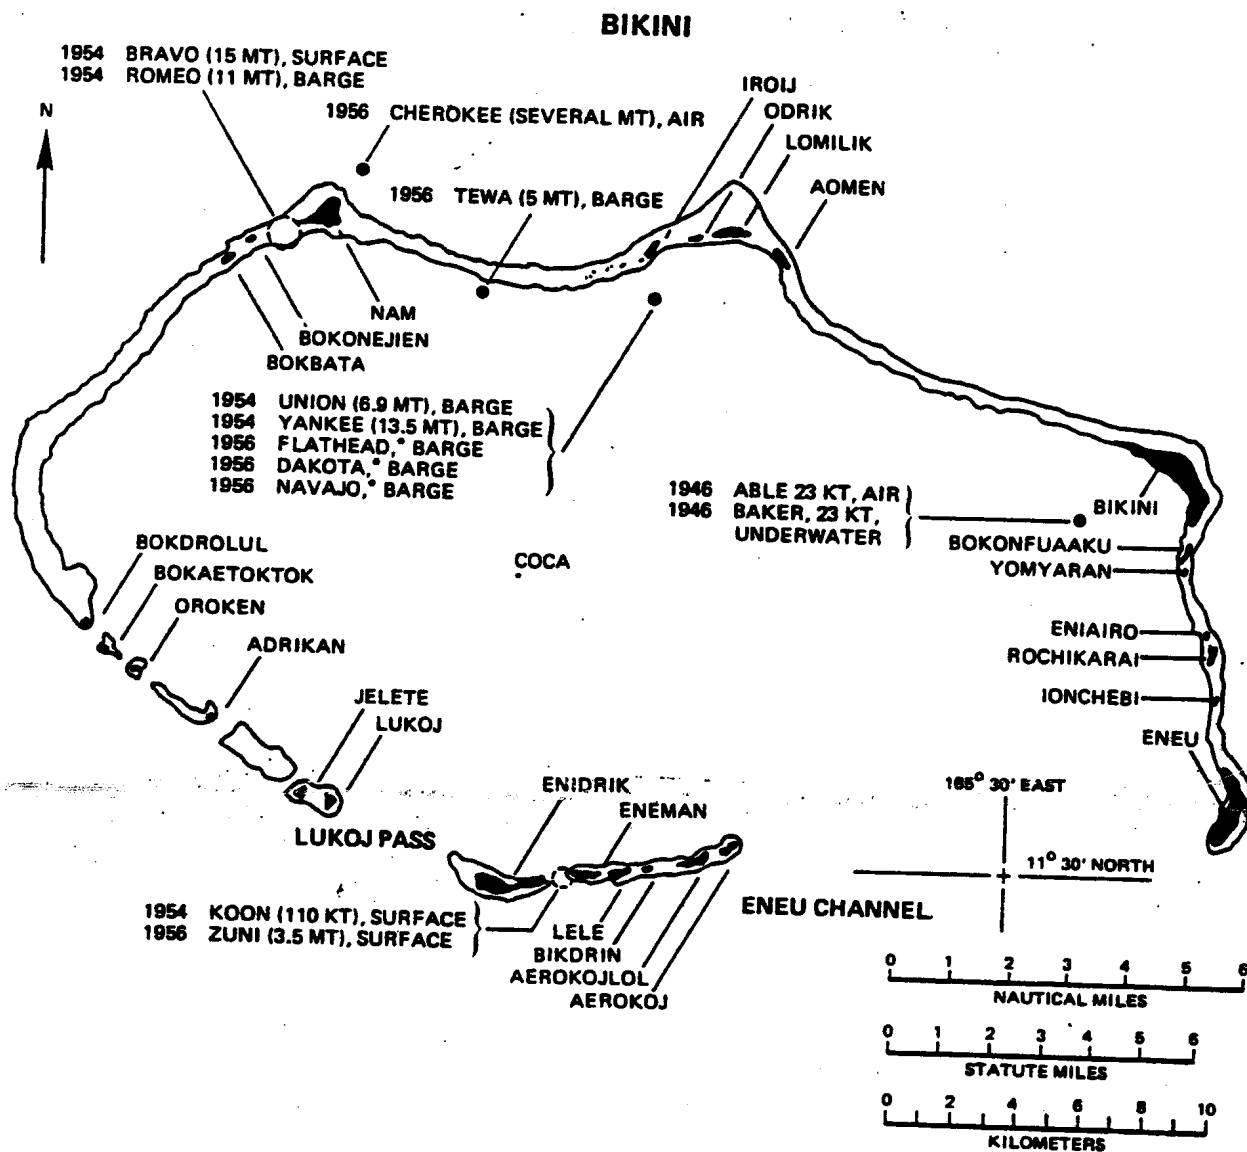 BIKINI
1954 BRAVO (15 MT), SURFACE
1954 ROMEO (11 MT), BARGE
N
1956 CHEROKEE (SEVERAL MT), AIR
IROIJ
ODRIK
LOMILIK
AOMEN
1956 TEWA (5 MT), BARGE
NAM
BOKONEJIEN
BOKBATA
1954 UNION (6.9 MT), BARGE
1954 YANKEE (13.5 MT), BARGE
1956 FLATHEAD,* BARGE
1956 DAKOTA,* BARGE
1956 NAVAJO,* BARGE
1946 ABLE 23 KT, AIR
1946 BAKER, 23 KT,
UNDERWATER
BIKINI
BOKONFUAAKU
YOMYARAN
COCA
BOKDROLUL
BOKAETOKTOK
OROKEN
ADRIKAN
JELETE
LUKOJ
ENIAIRO
ROCHIKARAI
IONCHEBI
ENEU
LUKOJ PASS
ENIDRIK
ENEMAN
165° 30' EAST
11° 30' NORTH
ENEU CHANNEL
1954 KOON (110 KT), SURFACE
1956 ZUNI (3.5 MT), SURFACE
LELE
BIKDRIN
AEROKOJLOL
AEROKOJ
0 1 2 3 4 5 6
NAUTICAL MILES
0 1 2 3 4 5 6
STATUTE MILES
0 2 4 6 8 10
KILOMETERS